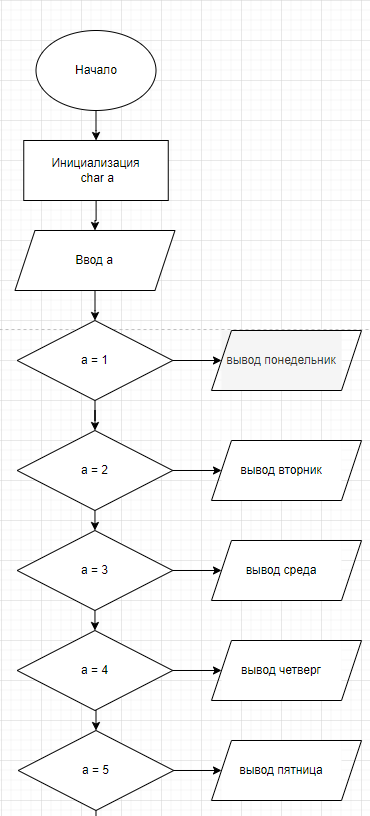 Начало
Инициализация
char a
Ввод a
a = 1
вывод понедельник
a = 2
вывод вторник
a = 3
вывод среда
a = 4
вывод четверг
a = 5
вывод пятница